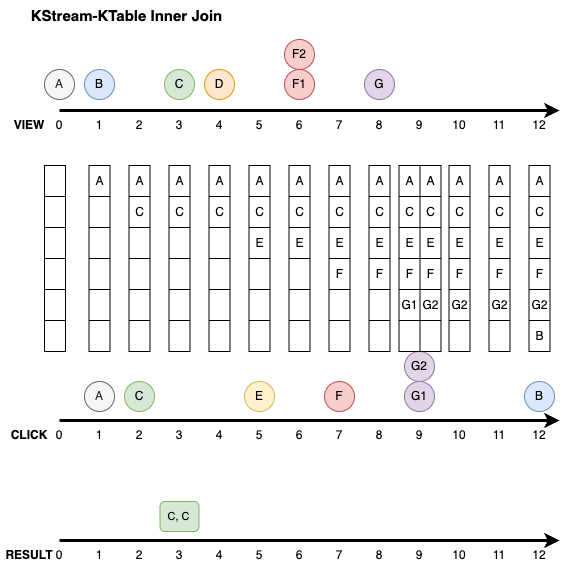 KStream-KTable Inner Join
F2
A B C D F1 G
VIEW 0 1 2 3 4 5 6 7 8 9 10 11 12
A A A A A A A A A A A A A
C C C C C C C C C C C C
E E E E E E E E E
F F F F F F F
G1 G2 G2 G2 G2
B
G2
A C E F G1 B
CLICK 0 1 2 3 4 5 6 7 8 9 10 11 12
C, C
RESULT 0 1 2 3 4 5 6 7 8 9 10 11 12